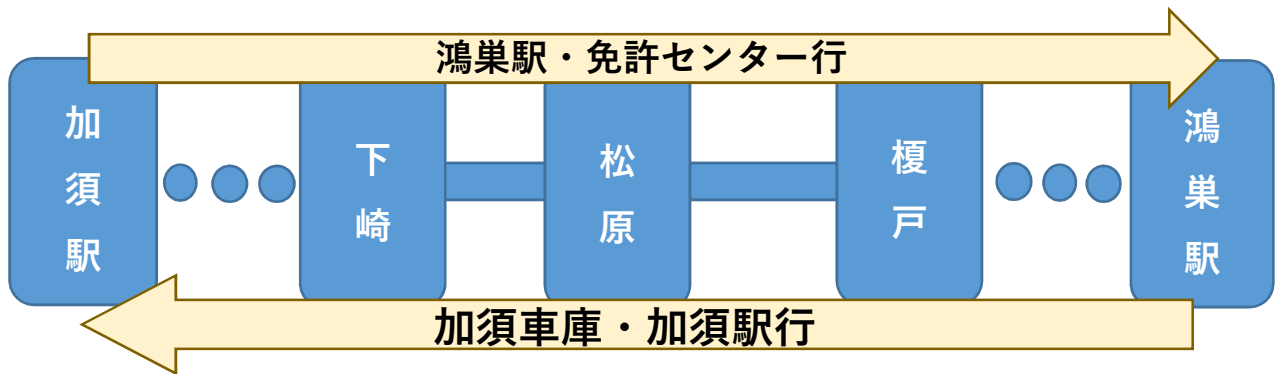 鴻巣駅・免許センター行
加須駅
下崎
松原
榎戸
鴻巣駅
加須車庫・加須駅行